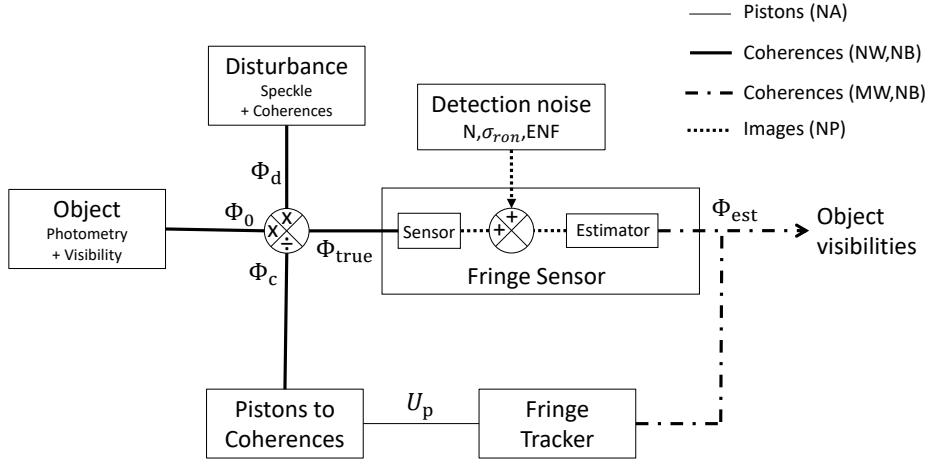 Pistons (NA)
Coherences (NW,NB)
Coherences (MW,NB)
Images (NP)
Disturbance
Speckle
+ Coherences
Detection noise
N,σ_ron,ENF
Φ_d
Object
Photometry
+ Visibility
Φ_0
x
x
÷
Φ_true
Φ_c
Sensor
+
+
Estimator
Fringe Sensor
Φ_est
Object
visibilities
Pistons to
Coherences
U_p
Fringe
Tracker